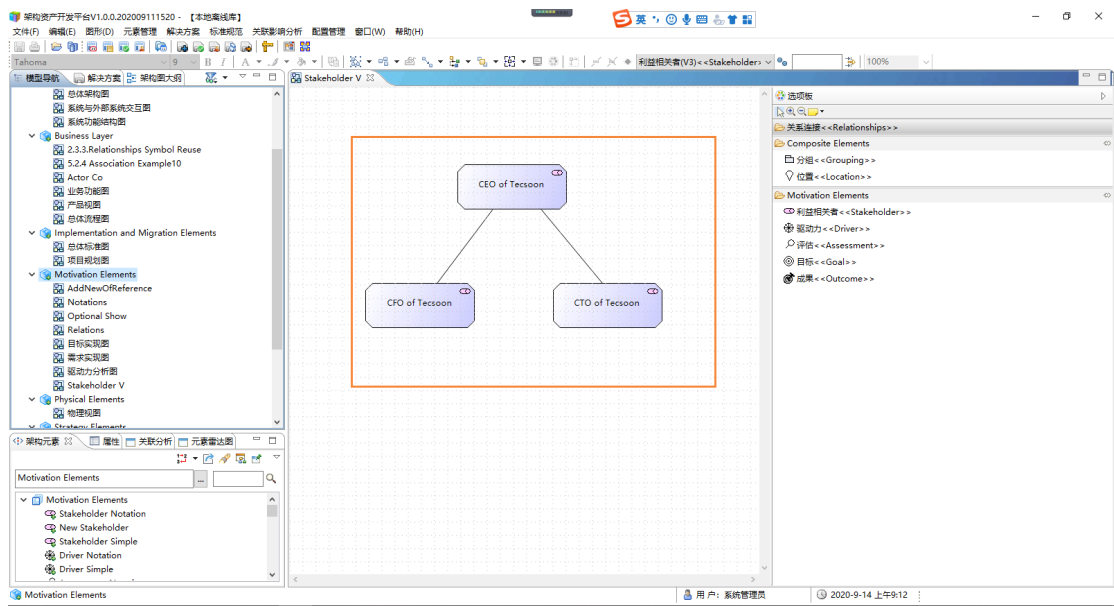 架构资产开发平台V1.0.0.202009111520 - 【本地离线库】
英
文件(F) 编辑(E) 图形(D) 元素管理 解决方案 标准规范 关联影响分析 配置管理 窗口(W) 帮助(H)
Tahoma 9 B I A 利益相关者(V3)<<Stakeholder> 100%
模型导航 解决方案 架构图大纲
Stakeholder V
总体架构图
系统与外部系统交互图
系统功能结构图
Business Layer
2.3.3.Relationships Symbol Reuse
5.2.4 Association Example10
Actor Co
业务功能图
产品视图
总体流程图
Implementation and Migration Elements
总体标准图
项目规划图
Motivation Elements
AddNewOfReference
Notations
Optional Show
Relations
目标实现图
需求实现图
驱动力分析图
Stakeholder V
Physical Elements
物理视图
Strategy Elements
CEO of Tecsoon
CFO of Tecsoon
CTO of Tecsoon
选项板
关系连接<<Relationships>>
Composite Elements
分组<<Grouping>>
位置<<Location>>
Motivation Elements
利益相关者<<Stakeholder>>
驱动力<<Driver>>
评估<<Assessment>>
目标<<Goal>>
成果<<Outcome>>
架构元素 属性 关联分析 元素雷达图
Motivation Elements ...
Motivation Elements
Stakeholder Notation
New Stakeholder
Stakeholder Simple
Driver Notation
Driver Simple
Motivation Elements
用 户: 系统管理员
2020-9-14 上午9:12